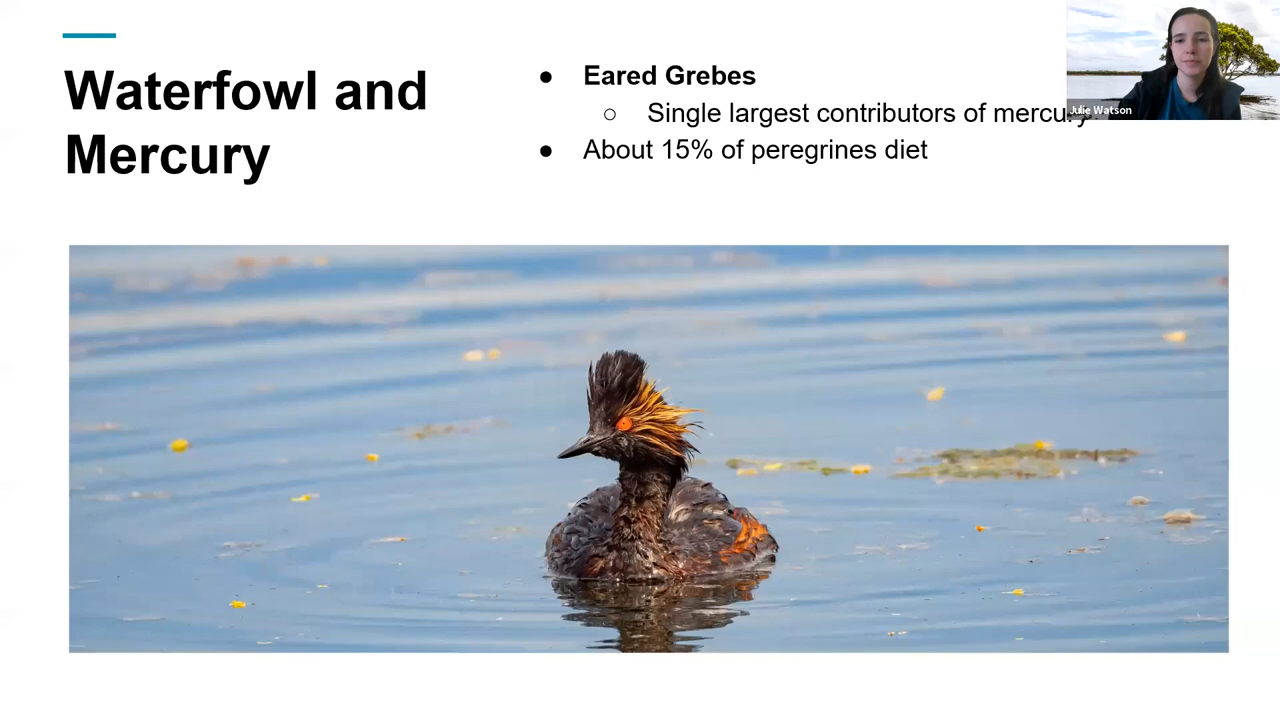 Waterfowl and
Mercury
● Eared Grebes
○ Single largest contributors of mercury
● About 15% of peregrines diet
Julie Watson